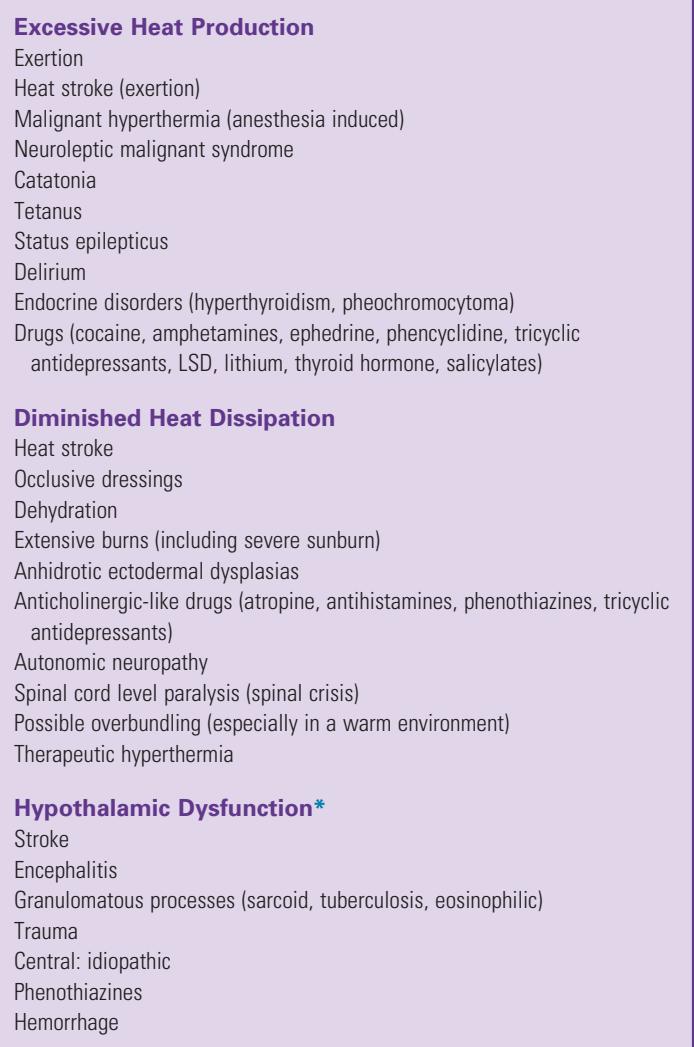 Excessive Heat Production
Exertion
Heat stroke (exertion)
Malignant hyperthermia (anesthesia induced)
Neuroleptic malignant syndrome
Catatonia
Tetanus
Status epilepticus
Delirium
Endocrine disorders (hyperthyroidism, pheochromocytoma)
Drugs (cocaine, amphetamines, ephedrine, phencyclidine, tricyclic
antidepressants, LSD, lithium, thyroid hormone, salicylates)
Diminished Heat Dissipation
Heat stroke
Occlusive dressings
Dehydration
Extensive burns (including severe sunburn)
Anhidrotic ectodermal dysplasias
Anticholinergic-like drugs (atropine, antihistamines, phenothiazines, tricyclic
antidepressants)
Autonomic neuropathy
Spinal cord level paralysis (spinal crisis)
Possible overbundling (especially in a warm environment)
Therapeutic hyperthermia
Hypothalamic Dysfunction*
Stroke
Encephalitis
Granulomatous processes (sarcoid, tuberculosis, eosinophilic)
Trauma
Central: idiopathic
Phenothiazines
Hemorrhage